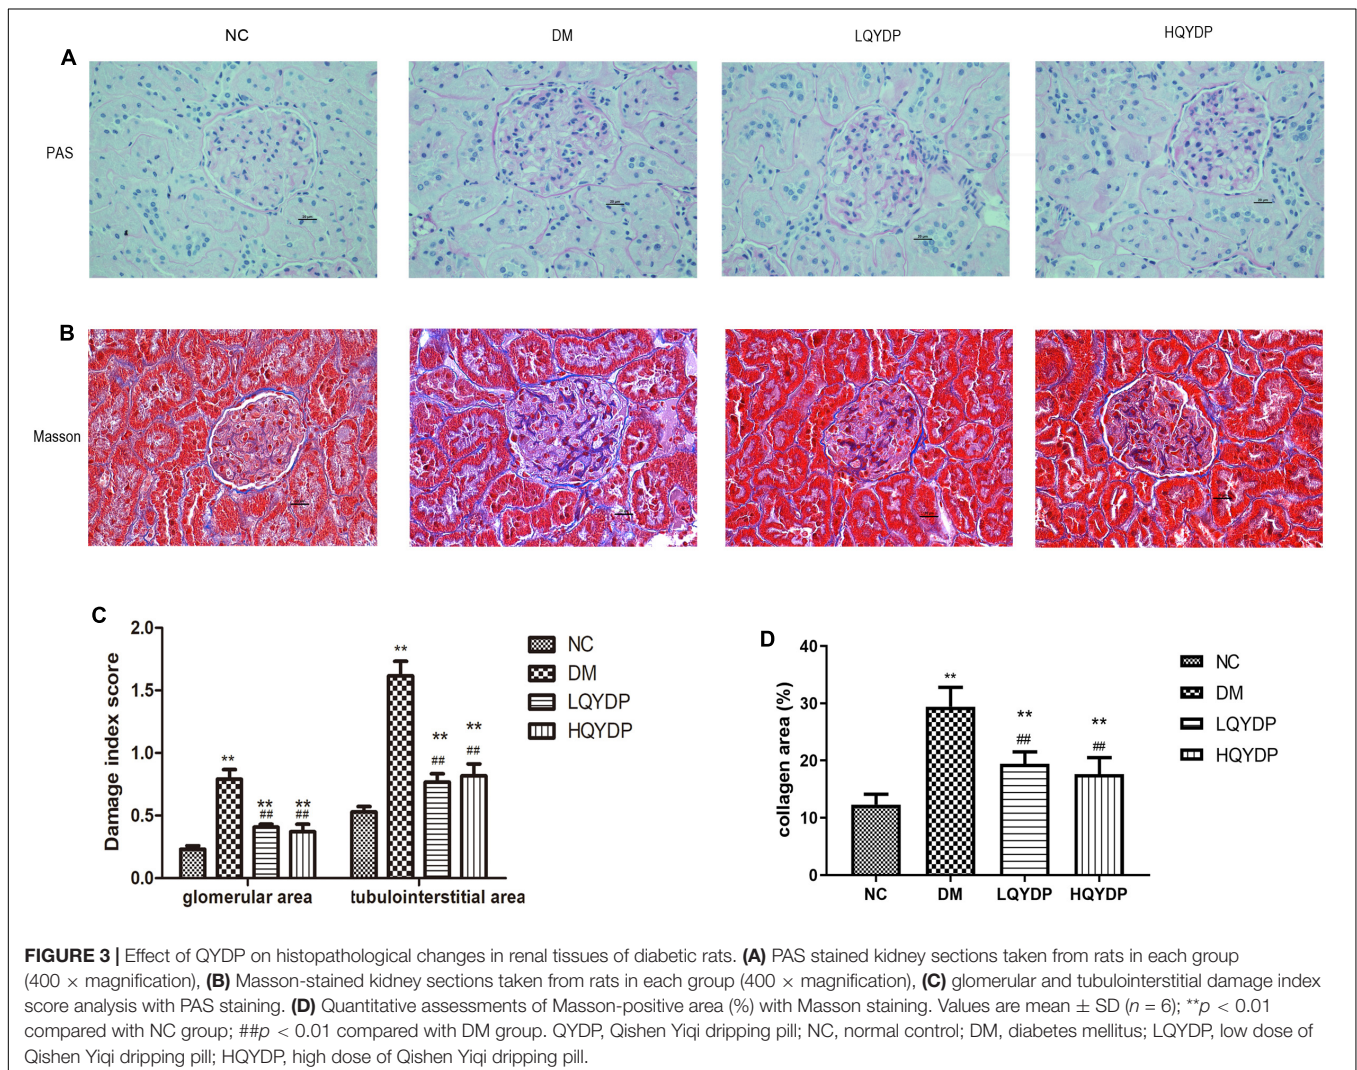 NC DM LQYDP HQYDP
A
PAS
B
Masson
C
Damage index score
2.0
1.5
1.0
0.5
0.0
** ** ## ** ## ** ** ## ** ##
glomerular area tubulointerstitial area
NC
DM
LQYDP
HQYDP
D
collagen area (%)
40
30
20
10
0
** ** ## ** ##
NC DM LQYDP HQYDP
NC
DM
LQYDP
HQYDP
FIGURE 3 | Effect of QYDP on histopathological changes in renal tissues of diabetic rats. (A) PAS stained kidney sections taken from rats in each group
(400 × magnification), (B) Masson-stained kidney sections taken from rats in each group (400 × magnification), (C) glomerular and tubulointerstitial damage index
score analysis with PAS staining. (D) Quantitative assessments of Masson-positive area (%) with Masson staining. Values are mean ± SD (n = 6); **p < 0.01
compared with NC group; ##p < 0.01 compared with DM group. QYDP, Qishen Yiqi dripping pill; NC, normal control; DM, diabetes mellitus; LQYDP, low dose of
Qishen Yiqi dripping pill; HQYDP, high dose of Qishen Yiqi dripping pill.